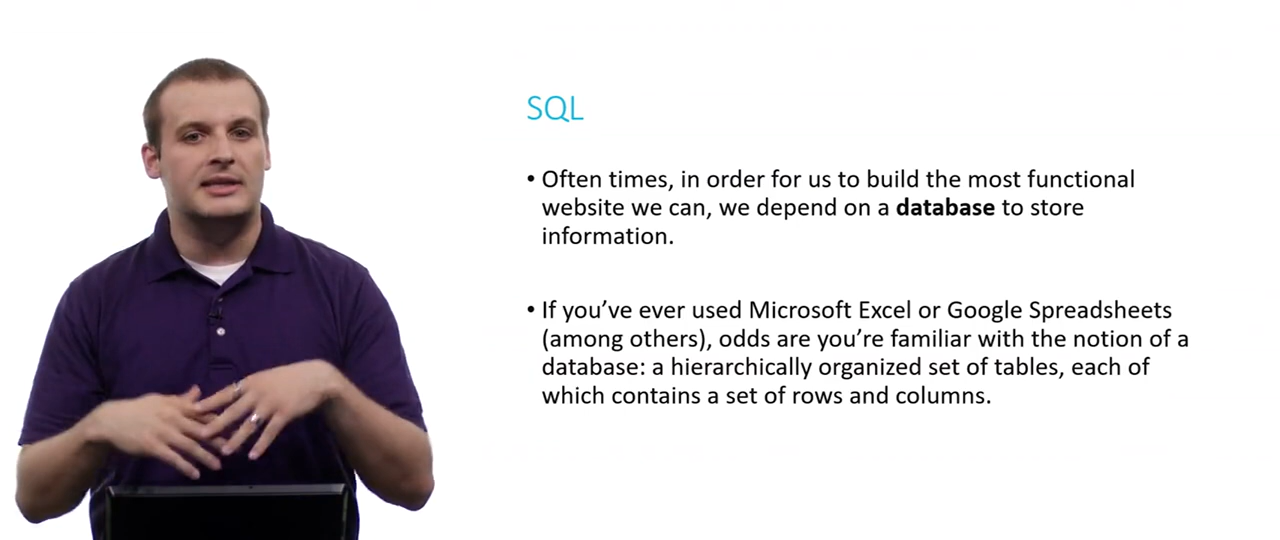 SQL
• Often times, in order for us to build the most functional
website we can, we depend on a database to store
information.
• If you’ve ever used Microsoft Excel or Google Spreadsheets
(among others), odds are you’re familiar with the notion of a
database: a hierarchically organized set of tables, each of
which contains a set of rows and columns.